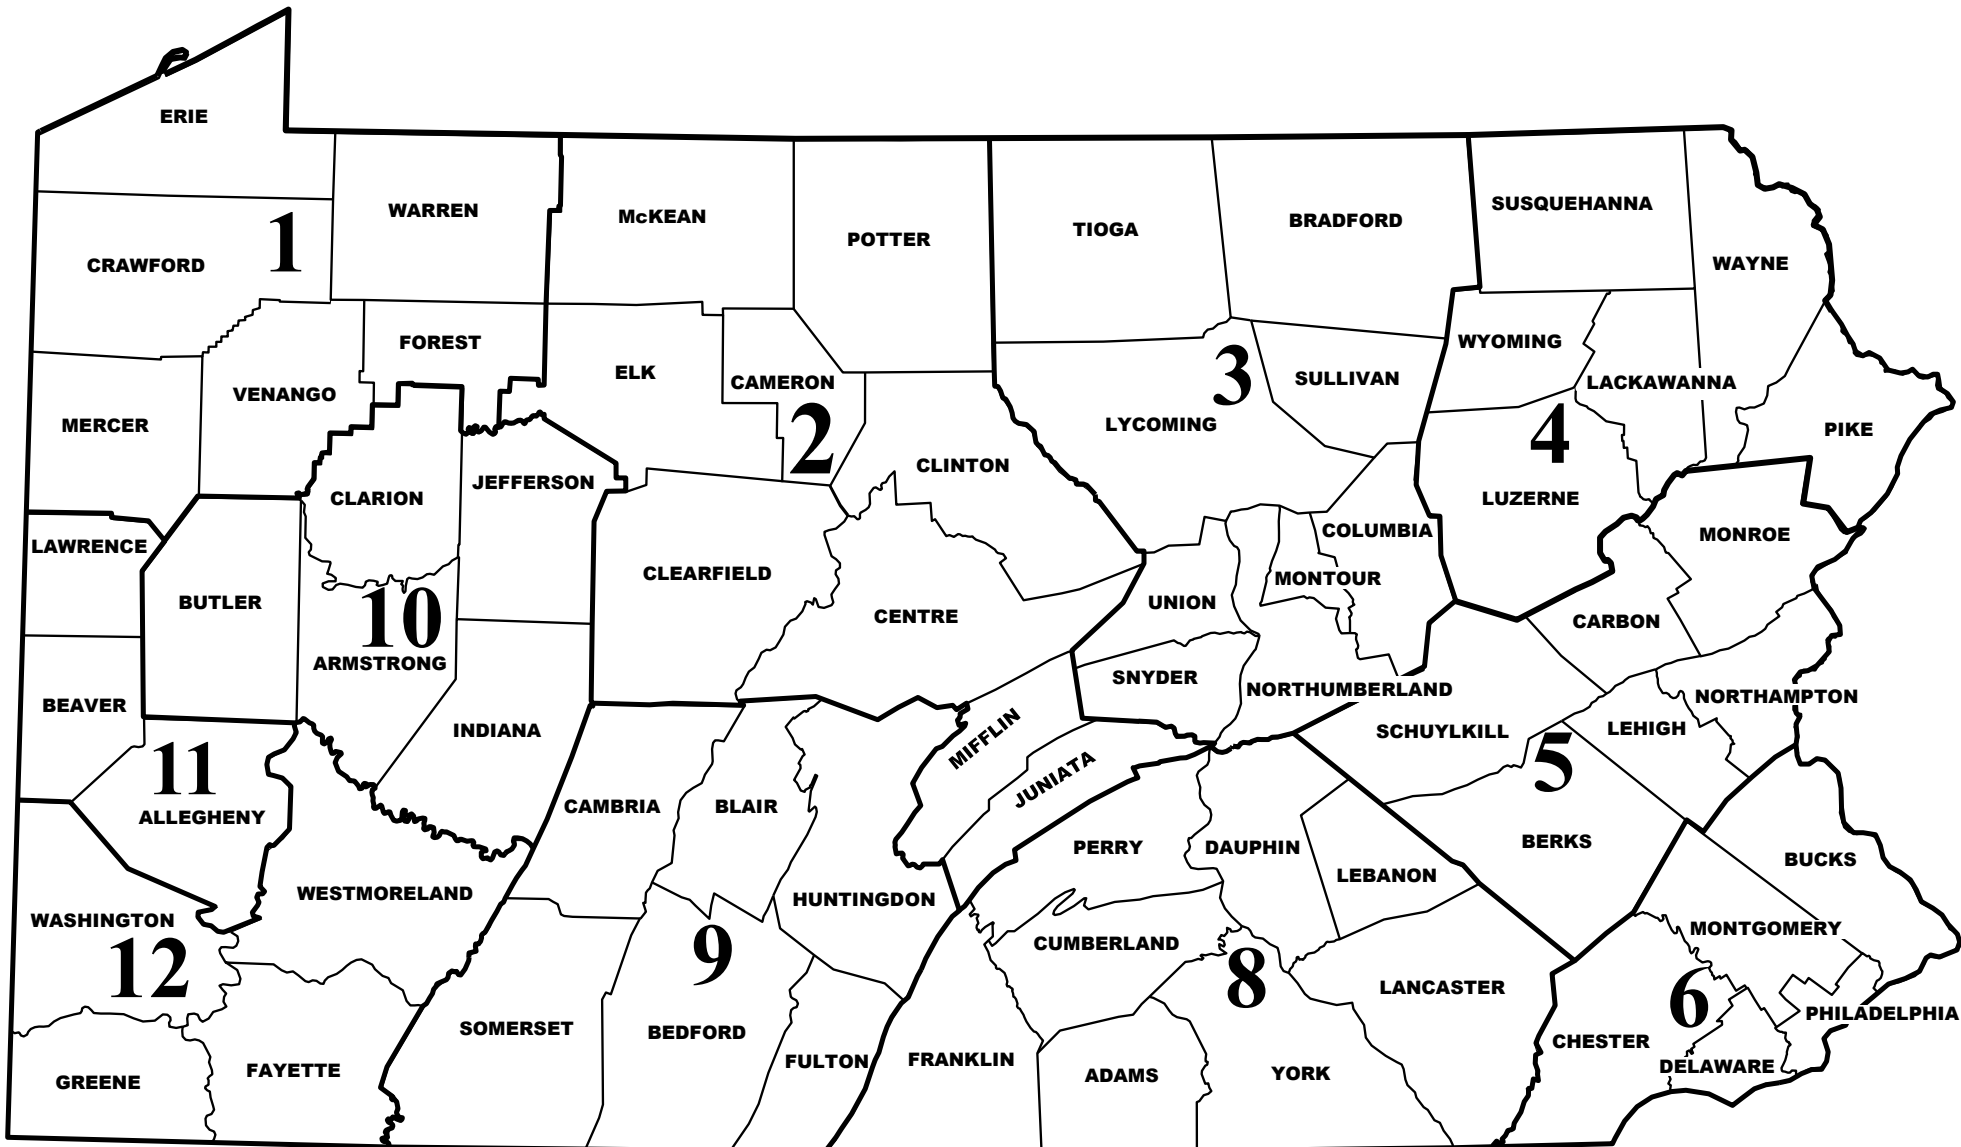 ERIE
WARREN
McKEAN
POTTER
TIOGA
BRADFORD
SUSQUEHANNA
WAYNE
CRAWFORD
1
FOREST
ELK
CAMERON
2
3
SULLIVAN
WYOMING
LACKAWANNA
MERCER
VENANGO
LYCOMING
4
PIKE
CLARION
JEFFERSON
CLINTON
LUZERNE
LAWRENCE
COLUMBIA
MONROE
BUTLER
10
CLEARFIELD
CENTRE
UNION
MONTOUR
CARBON
ARMSTRONG
BEAVER
INDIANA
SNYDER
NORTHUMBERLAND
NORTHAMPTON
MIFFLIN
SCHUYLKILL
LEHIGH
11
ALLEGHENY
CAMBRIA
BLAIR
JUNIATA
5
PERRY
DAUPHIN
BERKS
BUCKS
WESTMORELAND
HUNTINGDON
LEBANON
WASHINGTON
12
9
CUMBERLAND
8
LANCASTER
MONTGOMERY
6
PHILADELPHIA
SOMERSET
BEDFORD
FULTON
FRANKLIN
ADAMS
YORK
CHESTER
DELAWARE
GREENE
FAYETTE